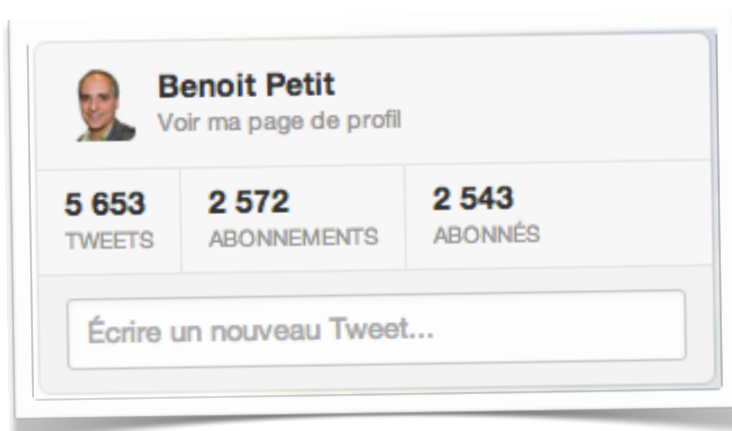 Benoit Petit
Voir ma page de profil
5 653 2 572 2 543
TWEETS ABONNEMENTS ABONNÉS
Écrire un nouveau Tweet...